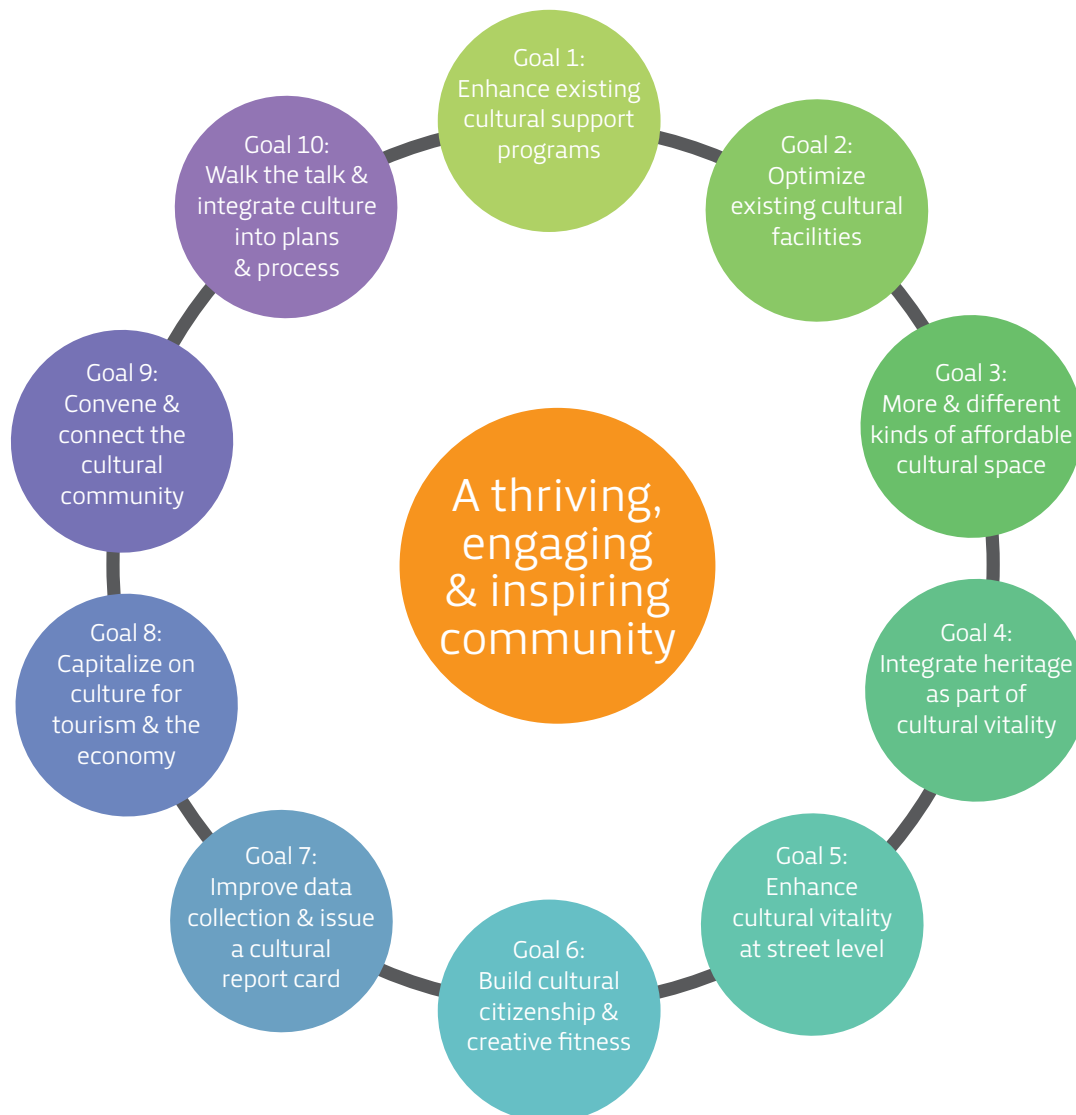 Goal 1:
Enhance existing
cultural support
programs
Goal 2:
Optimize
existing cultural
facilities
Goal 3:
More & different
kinds of affordable
cultural space
Goal 4:
Integrate heritage
as part of
cultural vitality
Goal 5:
Enhance
cultural vitality
at street level
Goal 6:
Build cultural
citizenship &
creative fitness
Goal 7:
Improve data
collection & issue
a cultural
report card
Goal 8:
Capitalize on
culture for
tourism & the
economy
Goal 9:
Convene &
connect the
cultural
community
Goal 10:
Walk the talk &
integrate culture
into plans
& process
A thriving,
engaging
& inspiring
community